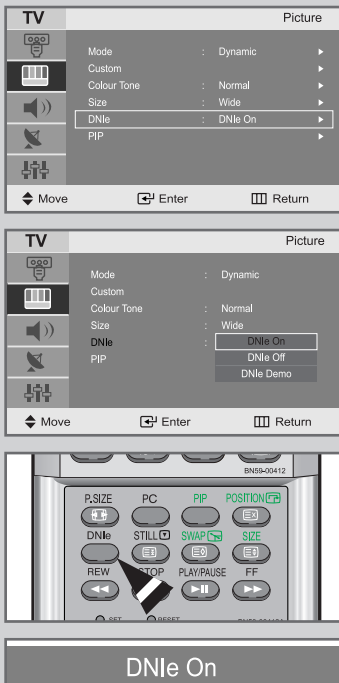 TV Picture
Mode : Dynamic
Custom
Colour Tone : Normal
Size : Wide
DNIe : DNIe On
PIP
Move Enter Return
TV Picture
Mode : Dynamic
Custom
Colour Tone : Normal
Size : Wide
DNIe : DNIe On
PIP DNIe Off
DNIe Demo
Move Enter Return
BN59-00412
P.SIZE PC PIP POSITION
DNIe STILL SWAP SIZE
REW STOP PLAY/PAUSE FF
SET RESET
DNIe On